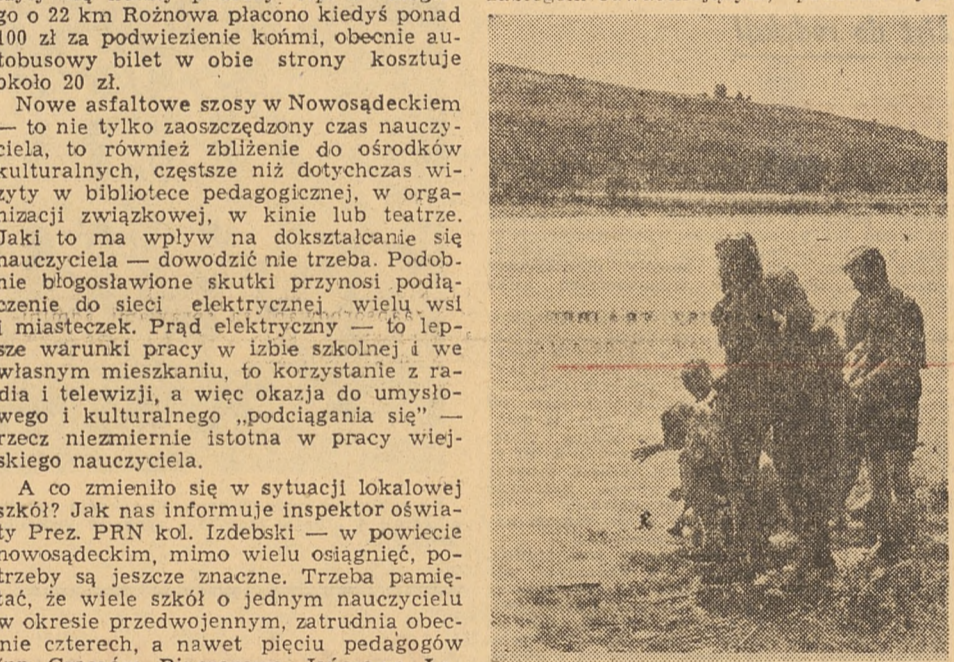 go o 22 km Rożnowa płacono kiedyś ponad
100 zł za podwiezienie końmi, obecnie au-
tobusowy bilet w obie strony kosztuje
około 20 zł.
Nowe asfaltowe szosy w Nowosądeckiem
— to nie tylko zaoszczędzony czas nauczy-
ciela, to również zbliżenie do ośrodków
kulturalnych, częstsze niż dotychczas wi-
zyty w bibliotece pedagogicznej, w orga-
nizacji związkowej, w kinie lub teatrze.
Jaki to ma wpływ na dokształcanie się
nauczyciela — dowodzić nie trzeba. Podob-
nie błogosławione skutki przynosi podłą-
czenie do sieci elektrycznej wielu wsi
i miasteczek. Prąd elektryczny — to lep-
sze warunki pracy w izbie szkolnej i we
własnym mieszkaniu, to korzystanie z ra-
dia i telewizji, a więc okazja do umysło-
wego i kulturalnego „podciągania się” —
rzecz niezmiernie istotna w pracy wiej-
skiego nauczyciela.
A co zmieniło się w sytuacji lokalowej
szkół? Jak nas informuje inspektor oświa-
ty Prez. PRN kol. Izdebski — w powiecie
nowosądeckim, mimo wielu osiągnięć, po-
trzeby są jeszcze znaczne. Trzeba pamię-
tać, że wiele szkół o jednym nauczycielu
w okresie przedwojennym, zatrudnia obec-
nie czterech, a nawet pięciu pedagogów